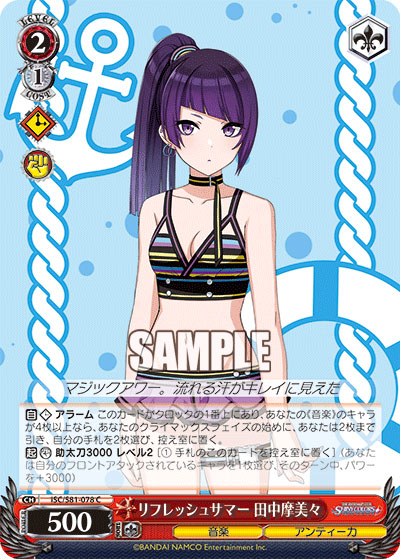 LEVEL
2
1
COST
SAMPLE
マジックアワー。流れる汗がキレイに見えた
【自】 アラーム このカードがクロックの1番上にあり、あなたの《音楽》のキャラ
が4枚以上なら、あなたのクライマックスフェイズの始めに、あなたは2枚まで
引き、自分の手札を2枚選び、控え室に置く。
【起】 助太刀3000 レベル2 [① 手札のこのカードを控え室に置く] (あなた
は自分のフロントアタックされているキャラを1枚選び、そのターン中、パワー
を+3000)
CH
ISC/S81-078 C
POWER
500
リフレッシュサマー 田中摩美々
音楽
アンティーカ
©BANDAI NAMCO Entertainment Inc.